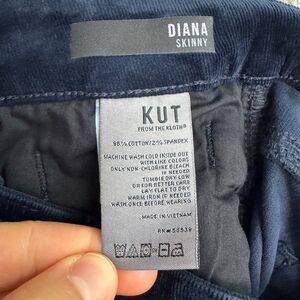 DIANA
SKINNY
KUT
FROM THE KLOTH®
98% COTTON/2% SPANDEX
MACHINE WASH COLD INSIDE OUT
WITH LIKE COLORS
ONLY NON-CHLORINE BLEACH
IF NEEDED
TUMBLE DRY LOW
OR FOR BETTER CARE
LAY FLAT TO DRY
WARM IRON IF NEEDED
WASH BEFORE WEARING
MADE IN VIETNAM